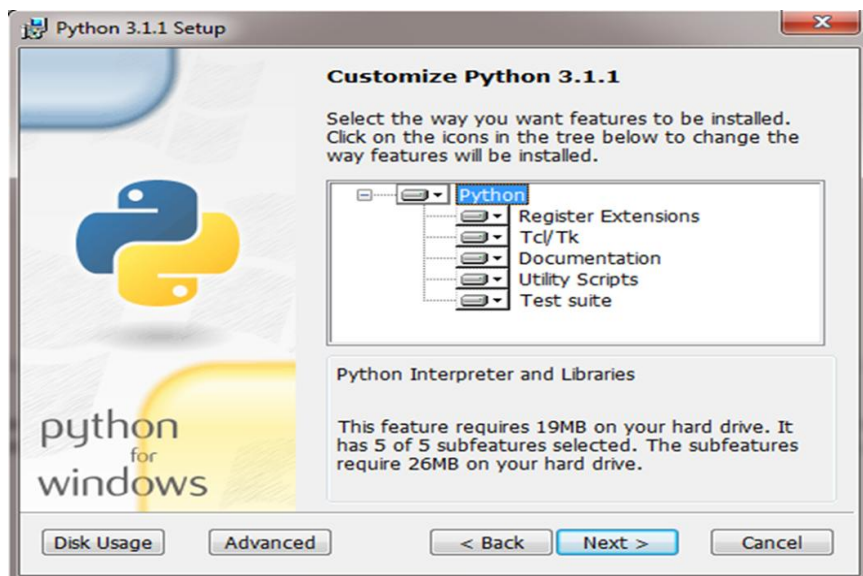 Python 3.1.1 Setup
Customize Python 3.1.1
Select the way you want features to be installed.
Click on the icons in the tree below to change the
way features will be installed.
Python
Register Extensions
Tcl/Tk
Documentation
Utility Scripts
Test suite
Python Interpreter and Libraries
This feature requires 19MB on your hard drive. It
has 5 of 5 subfeatures selected. The subfeatures
require 26MB on your hard drive.
python
for
windows
Disk Usage
Advanced
< Back
Next >
Cancel